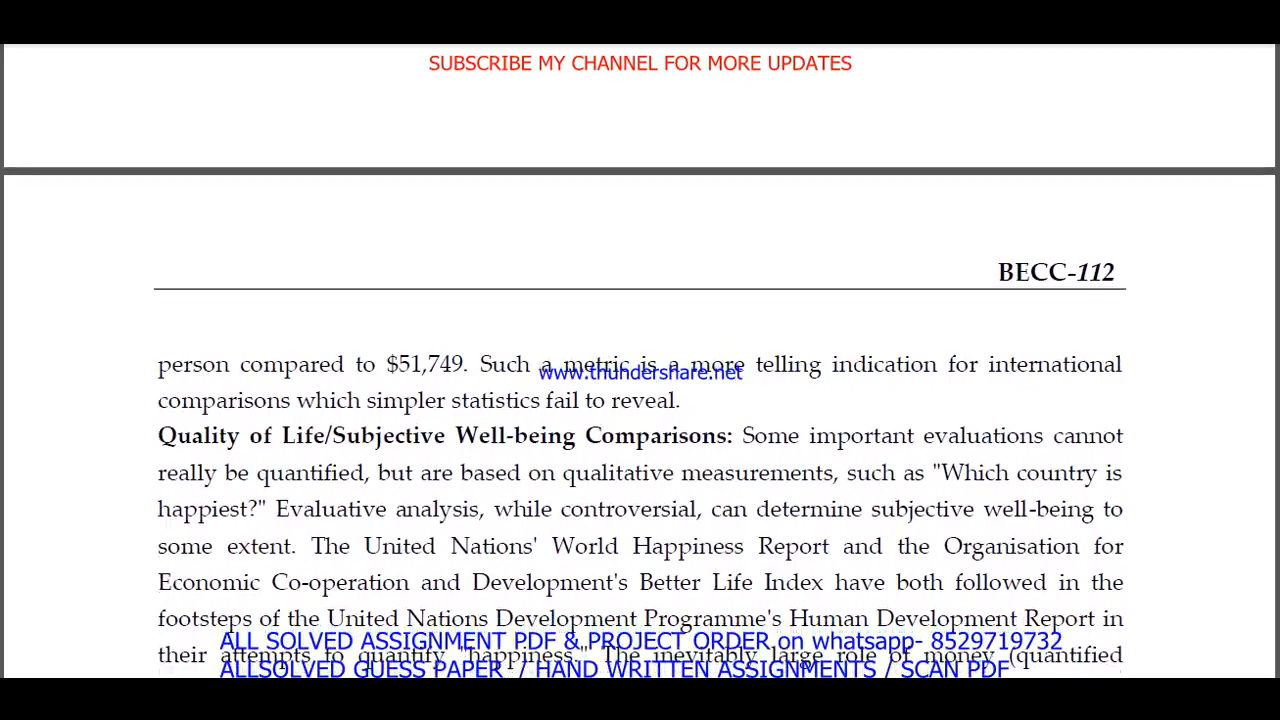 SUBSCRIBE MY CHANNEL FOR MORE UPDATES
BECC-112
person compared to $51,749. Such a metric is a more telling indication for international
www.thundershare.net
comparisons which simpler statistics fail to reveal.
Quality of Life/Subjective Well-being Comparisons: Some important evaluations cannot
really be quantified, but are based on qualitative measurements, such as "Which country is
happiest?" Evaluative analysis, while controversial, can determine subjective well-being to
some extent. The United Nations' World Happiness Report and the Organisation for
Economic Co-operation and Development's Better Life Index have both followed in the
footsteps of the United Nations Development Programme's Human Development Report in
ALL SOLVED ASSIGNMENT PDF & PROJECT ORDER on whatsapp- 8529719732
their attempts to quantify "happiness." The inevitably large role of money (quantified
ALLSOLVED GUESS PAPER / HAND WRITTEN ASSIGNMENTS / SCAN PDF